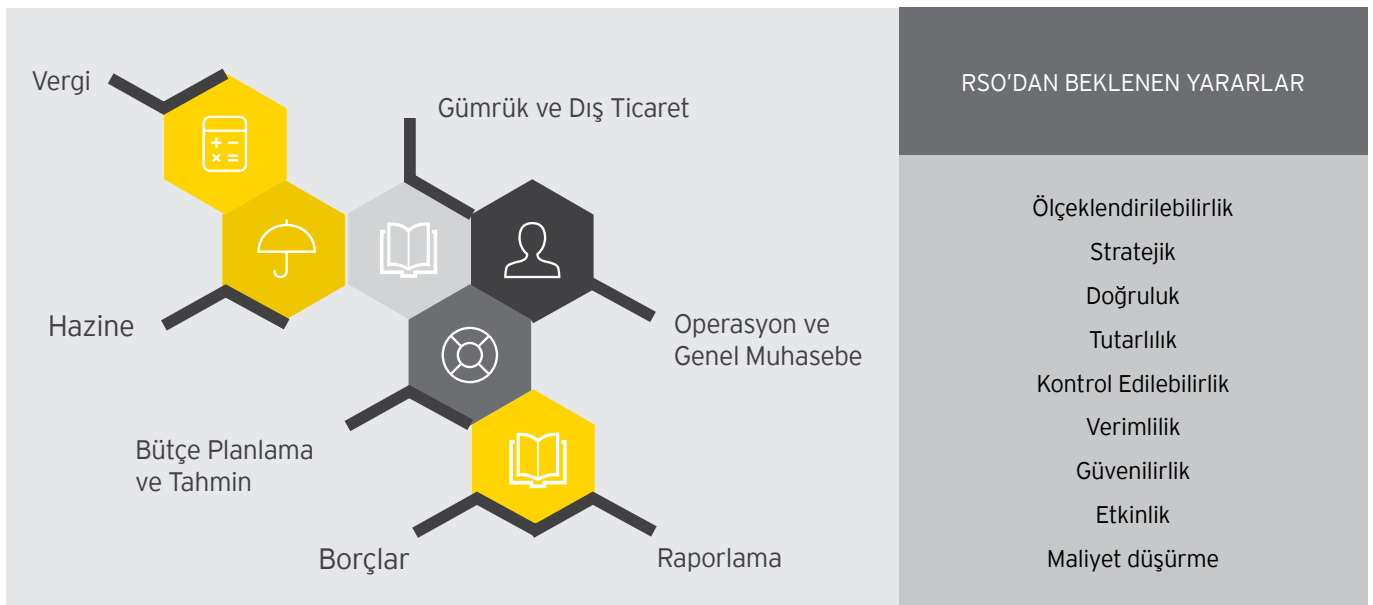 Vergi
Gümrük ve Dış Ticaret
Hazine
Operasyon ve
Genel Muhasebe
Bütçe Planlama
ve Tahmin
Borçlar
Raporlama
RSO’DAN BEKLENEN YARARLAR
Ölçeklendirilebilirlik
Stratejik
Doğruluk
Tutarlılık
Kontrol Edilebilirlik
Verimlilik
Güvenilirlik
Etkinlik
Maliyet düşürme